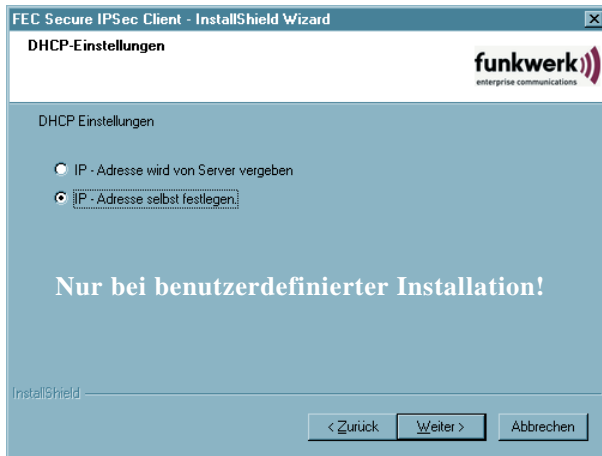 FEC Secure IPSec Client - InstallShield Wizard
DHCP-Einstellungen
funkwerk
enterprise communications
DHCP Einstellungen
IP - Adresse wird von Server vergeben
IP - Adresse selbst festlegen.
Nur bei benutzerdefinierter Installation!
InstallShield
< Zurück Weiter > Abbrechen